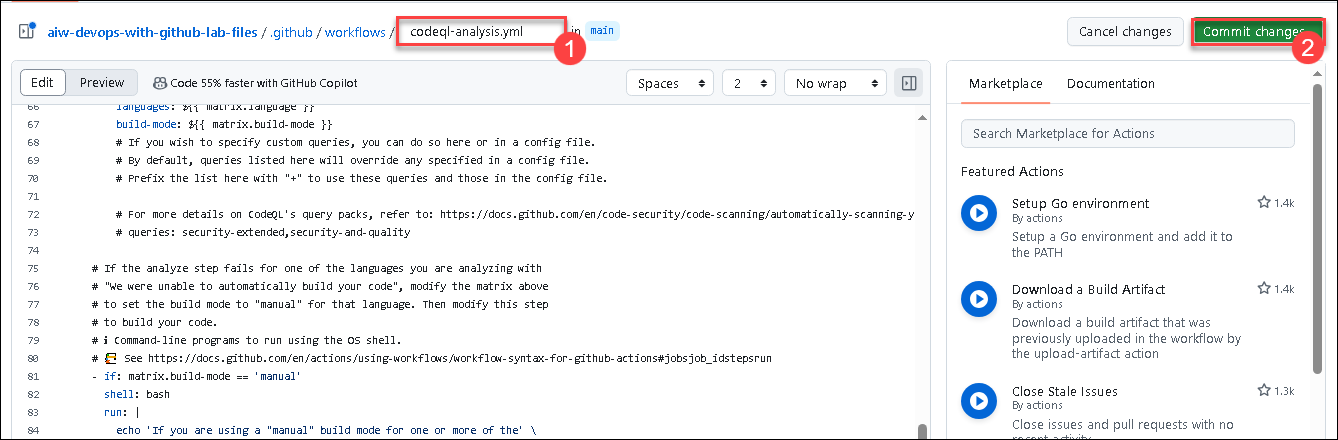 aiw-devops-with-github-lab-files / .github / workflows / codeql-analysis.yml in main
1
Cancel changes
Commit changes...
2
Edit Preview Code 55% faster with GitHub Copilot
Spaces 2 No wrap
66 languages: ${{ matrix.language }}
67 build-mode: ${{ matrix.build-mode }}
68 # If you wish to specify custom queries, you can do so here or in a config file.
69 # By default, queries listed here will override any specified in a config file.
70 # Prefix the list here with "+" to use these queries and those in the config file.
71
72 # For more details on CodeQL's query packs, refer to: https://docs.github.com/en/code-security/code-scanning/automatically-scanning-y
73 # queries: security-extended,security-and-quality
74
75 # If the analyze step fails for one of the languages you are analyzing with
76 # "We were unable to automatically build your code", modify the matrix above
77 # to set the build mode to "manual" for that language. Then modify this step
78 # to build your code.
79 # ℹ Command-line programs to run using the OS shell.
80 # 📚 See https://docs.github.com/en/actions/using-workflows/workflow-syntax-for-github-actions#jobsjob_idstepsrun
81 - if: matrix.build-mode == 'manual'
82 shell: bash
83 run: |
84 echo 'If you are using a "manual" build mode for one or more of the' \
Marketplace Documentation
Search Marketplace for Actions
Featured Actions
Setup Go environment 1.4k
By actions
Setup a Go environment and add it to
the PATH
Download a Build Artifact 1.4k
By actions
Download a build artifact that was
previously uploaded in the workflow by
the upload-artifact action
Close Stale Issues 1.3k
By actions
Close issues and pull requests with no
recent activity